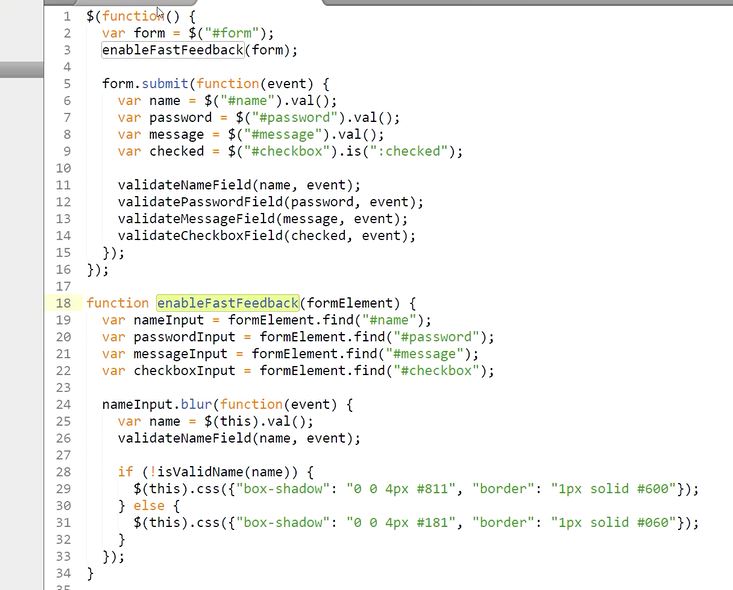 1 $(function() {
2 var form = $("#form");
3 enableFastFeedback(form);
4
5 form.submit(function(event) {
6 var name = $("#name").val();
7 var password = $("#password").val();
8 var message = $("#message").val();
9 var checked = $("#checkbox").is(":checked");
10
11 validateNameField(name, event);
12 validatePasswordField(password, event);
13 validateMessageField(message, event);
14 validateCheckboxField(checked, event);
15 });
16 });
17
18 function enableFastFeedback(formElement) {
19 var nameInput = formElement.find("#name");
20 var passwordInput = formElement.find("#password");
21 var messageInput = formElement.find("#message");
22 var checkboxInput = formElement.find("#checkbox");
23
24 nameInput.blur(function(event) {
25 var name = $(this).val();
26 validateNameField(name, event);
27
28 if (!isValidName(name)) {
29 $(this).css({"box-shadow": "0 0 4px #811", "border": "1px solid #600"});
30 } else {
31 $(this).css({"box-shadow": "0 0 4px #181", "border": "1px solid #060"});
32 }
33 });
34 }
35